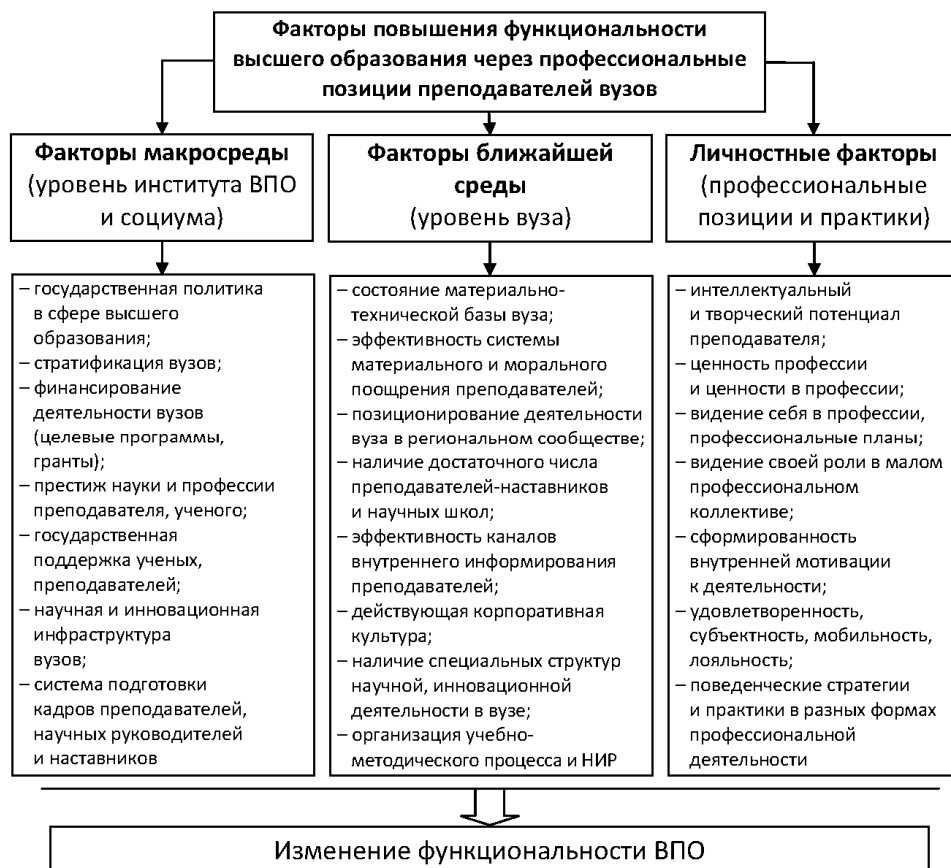 Факторы повышения функциональности
высшего образования через профессиональные
позиции преподавателей вузов
Факторы макросреды
(уровень института ВПО
и социума)
Факторы ближайшей
среды
(уровень вуза)
Личностные факторы
(профессиональные
позиции и практики)
– государственная политика
в сфере высшего
образования;
– стратификация вузов;
– финансирование
деятельности вузов
(целевые программы,
гранты);
– престиж науки и профессии
преподавателя, ученого;
– государственная
поддержка ученых,
преподавателей;
– научная и инновационная
инфраструктура
вузов;
– система подготовки
кадров преподавателей,
научных руководителей
и наставников
– состояние материально-
технической базы вуза;
– эффективность системы
материального и морального
поощрения преподавателей;
– позиционирование деятельности
вуза в региональном сообществе;
– наличие достаточного числа
преподавателей-наставников
и научных школ;
– эффективность каналов
внутреннего информирования
преподавателей;
– действующая корпоративная
культура;
– наличие специальных структур
научной, инновационной
деятельности в вузе;
– организация учебно-
методического процесса и НИР
– интеллектуальный
и творческий потенциал
преподавателя;
– ценность профессии
и ценности в профессии;
– видение себя в профессии,
профессиональные планы;
– видение своей роли в малом
профессиональном
коллективе;
– сформированность
внутренней мотивации
к деятельности;
– удовлетворенность,
субъектность, мобильность,
лояльность;
– поведенческие стратегии
и практики в разных формах
профессиональной
деятельности
Изменение функциональности ВПО